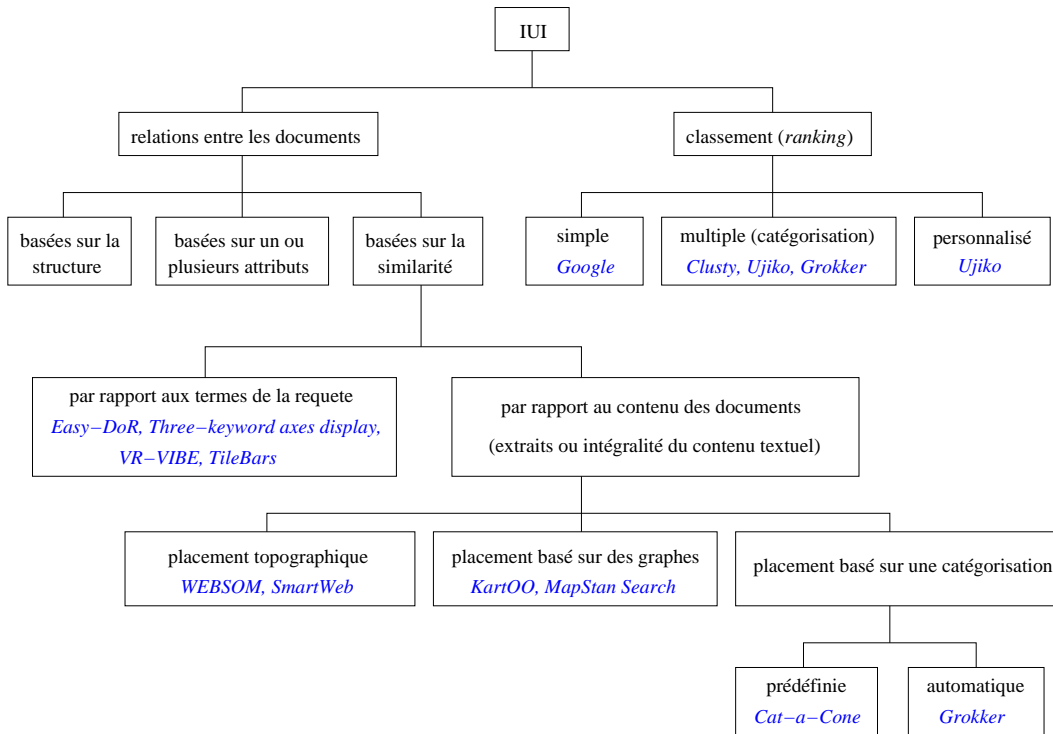 IUI
relations entre les documents
classement (ranking)
basées sur la
structure
basées sur un ou
plusieurs attributs
basées sur la
similarité
simple
Google
multiple (catégorisation)
Clusty, Ujiko, Grokker
personnalisé
Ujiko
par rapport aux termes de la requete
Easy−DoR, Three−keyword axes display,
VR−VIBE, TileBars
par rapport au contenu des documents
(extraits ou intégralité du contenu textuel)
placement topographique
WEBSOM, SmartWeb
placement basé sur des graphes
KartOO, MapStan Search
placement basé sur une catégorisation
prédéfinie
Cat−a−Cone
automatique
Grokker